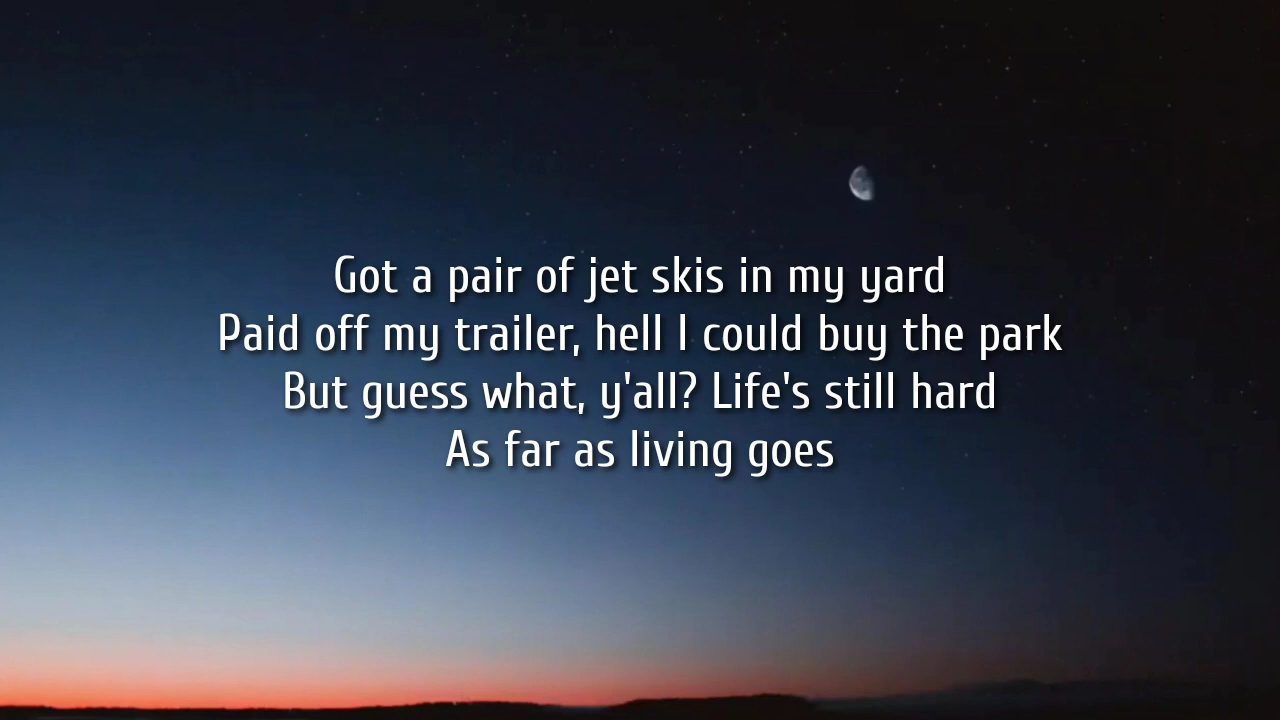 Got a pair of jet skis in my yard
Paid off my trailer, hell I could buy the park
But guess what, y'all? Life's still hard
As far as living goes